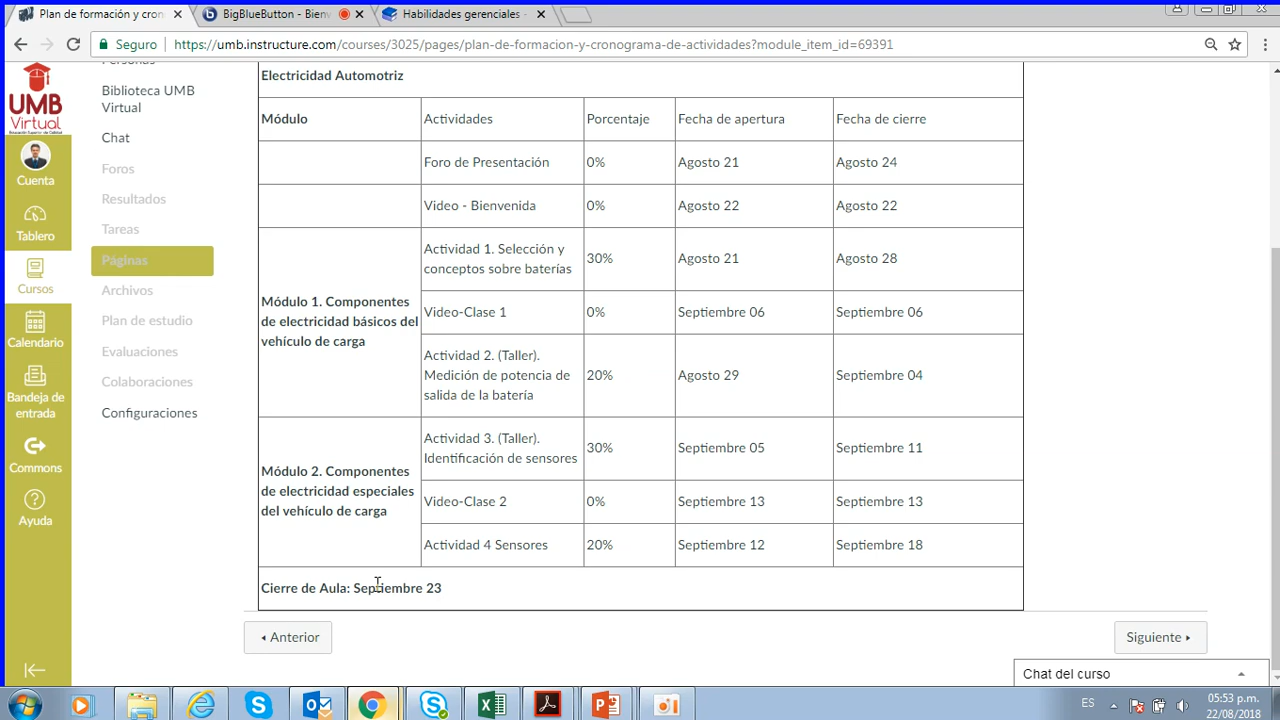 Plan de formación y cron
BigBlueButton - Bienv
Habilidades gerenciales -
Seguro
https://umb.instructure.com/courses/3025/pages/plan-de-formacion-y-cronograma-de-actividades?module_item_id=69391
UMB
Virtual
Cuenta
Tablero
Cursos
Calendario
Bandeja de
entrada
Commons
Ayuda
Personas
Biblioteca UMB
Virtual
Chat
Foros
Resultados
Tareas
Páginas
Archivos
Plan de estudio
Evaluaciones
Colaboraciones
Configuraciones
Electricidad Automotriz
Módulo Actividades Porcentaje Fecha de apertura Fecha de cierre
Foro de Presentación 0% Agosto 21 Agosto 24
Video - Bienvenida 0% Agosto 22 Agosto 22
Módulo 1. Componentes
de electricidad básicos del
vehículo de carga
Actividad 1. Selección y
conceptos sobre baterías
30% Agosto 21 Agosto 28
Video-Clase 1 0% Septiembre 06 Septiembre 06
Actividad 2. (Taller).
Medición de potencia de
salida de la batería
20% Agosto 29 Septiembre 04
Módulo 2. Componentes
de electricidad especiales
del vehículo de carga
Actividad 3. (Taller).
Identificación de sensores
30% Septiembre 05 Septiembre 11
Video-Clase 2 0% Septiembre 13 Septiembre 13
Actividad 4 Sensores 20% Septiembre 12 Septiembre 18
Cierre de Aula: Septiembre 23
Anterior
Siguiente
Chat del curso
ES
05:53 p.m.
22/08/2018